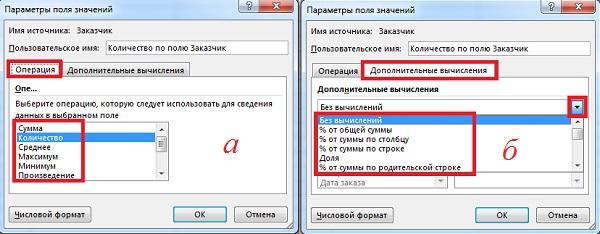 Параметры поля значений
Имя источника: Заказчик
Пользовательское имя: Количество по полю Заказчик
Операция Дополнительные вычисления
Опе...
Выберите операцию, которую следует использовать для сведения
данных в выбранном поле
Сумма
Количество
Среднее
Максимум
Минимум
Произведение
а
Числовой формат ОК Отмена
Параметры поля значений
Имя источника: Заказчик
Пользовательское имя: Количество по полю Заказчик
Операция Дополнительные вычисления
Дополнительные вычисления
Без вычислений
Без вычислений
% от общей суммы
% от суммы по столбцу
% от суммы по строке
Доля
% от суммы по родительской строке
б
Дата заказа
Числовой формат ОК Отмена